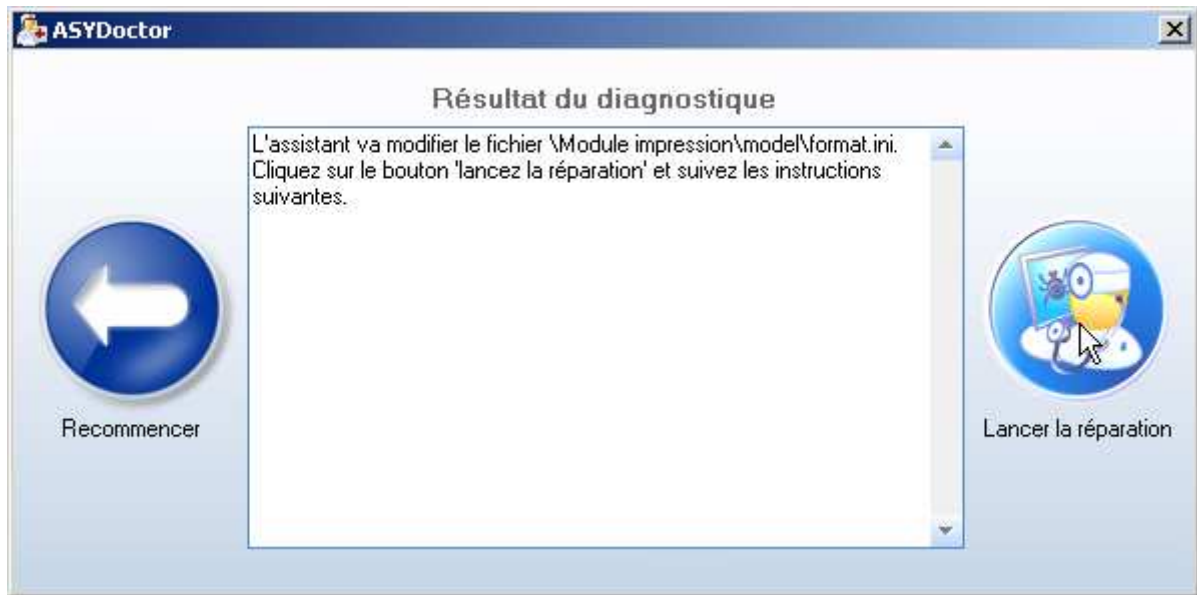 ASYDoctor
Résultat du diagnostique
L'assistant va modifier le fichier \Module impression\model\format.ini.
Cliquez sur le bouton 'lancez la réparation' et suivez les instructions
suivantes.
Recommencer
Lancer la réparation